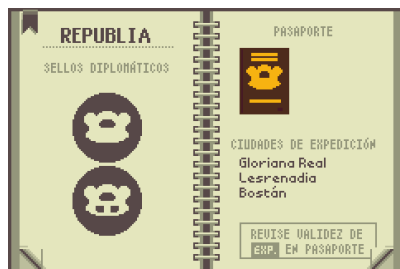 REPUBLIA
SELLOS DIPLOMÁTICOS
PASAPORTE
CIUDADES DE EXPEDICIÓN
Gloriana Real
Lesrenadia
Bostán
REVISE VALIDEZ DE
EXP. EN PASAPORTE